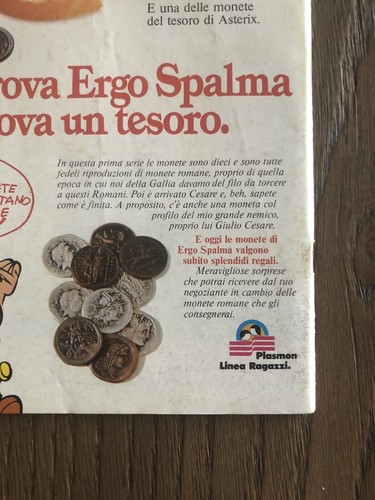 E una delle monete
del tesoro di Asterix.
rova Ergo Spalma
ova un tesoro.
In questa prima serie le monete sono dieci e sono tutte
fedeli riproduzioni di monete romane, proprio di quella
epoca in cui noi della Gallia davamo del filo da torcere
a questi Romani. Poi è arrivato Cesare e, beh, sapete
come è finita. A proposito, c'è anche una moneta col
profilo del mio grande nemico,
proprio lui Giulio Cesare.
E oggi le monete di
Ergo Spalma valgono
subito splendidi regali.
Meravigliose sorprese
che potrai ricevere dal tuo
negoziante in cambio delle
monete romane che gli
consegnerai.
ETE
TANO
E
Plasmon
Linea Ragazzi.